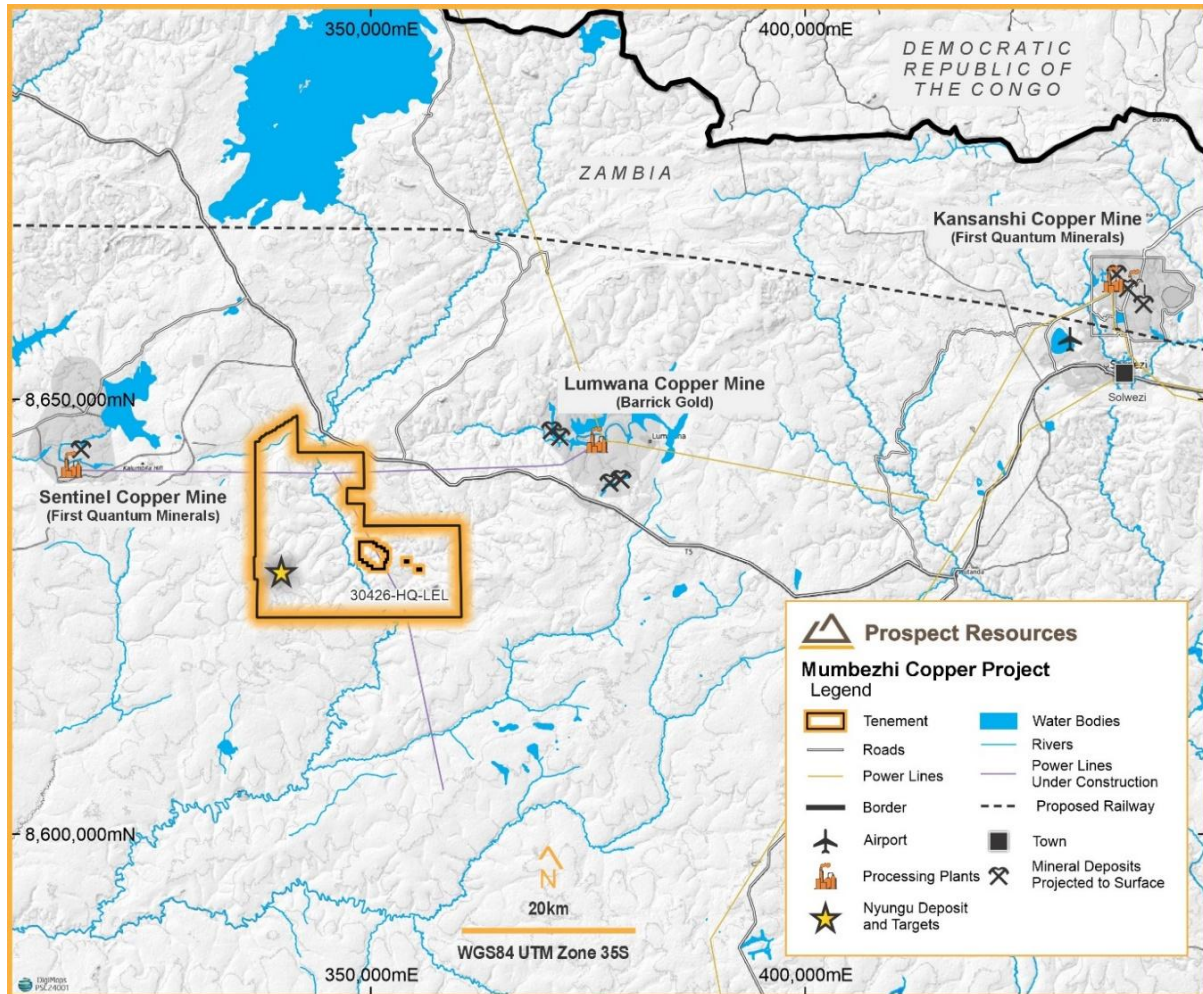 350,000mE
400,000mE
DEMOCRATIC
REPUBLIC OF
THE CONGO
ZAMBIA
Kansanshi Copper Mine
(First Quantum Minerals)
Solwezi
Lumwana Copper Mine
(Barrick Gold)
8,650,000mN
Sentinel Copper Mine
(First Quantum Minerals)
T5
30426-HQ-LEL
8,600,000mN
N
20km
WGS84 UTM Zone 35S
350,000mE
400,000mE
Prospect Resources
Mumbezhi Copper Project
Legend
Tenement
Water Bodies
Roads
Rivers
Power Lines
Power Lines
Under Construction
Border
Proposed Railway
Airport
Town
Processing Plants
Mineral Deposits
Projected to Surface
Nyungu Deposit
and Targets
DigiMaps
PSC24001